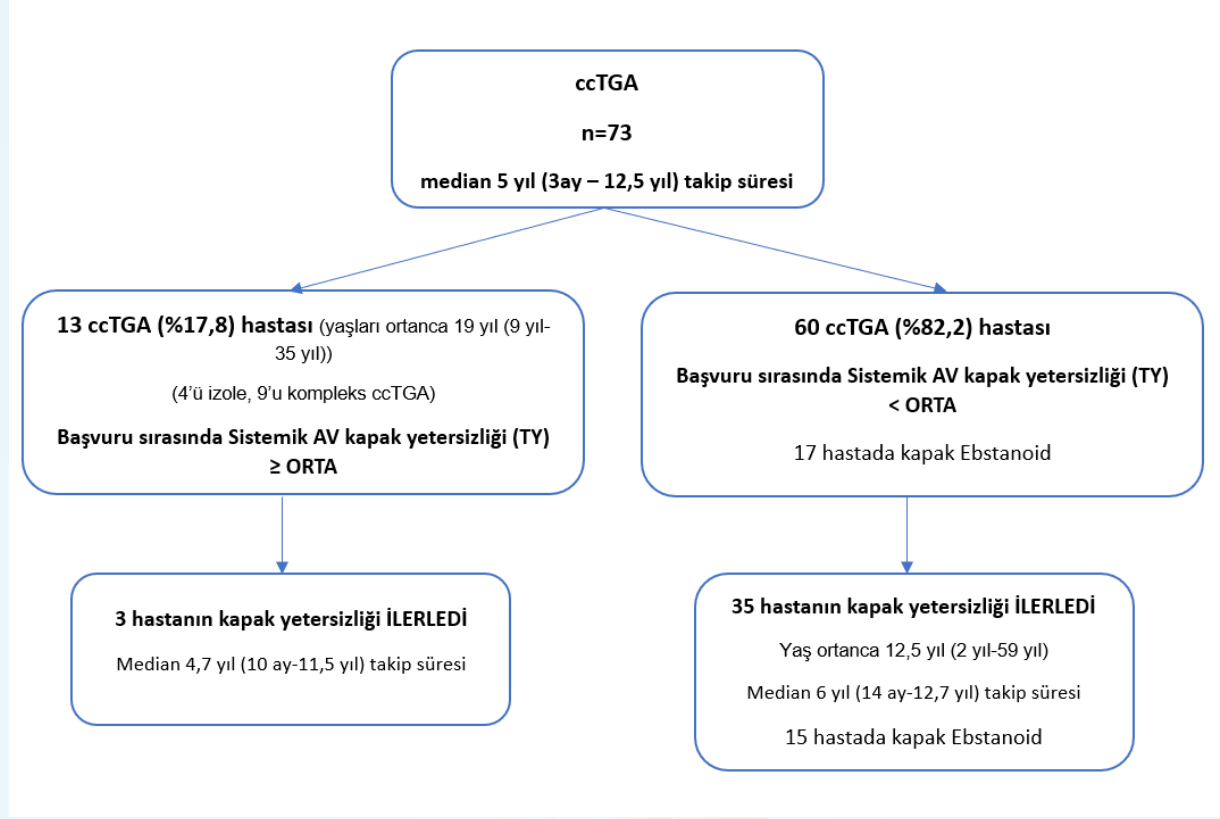 ccTGA
n=73
median 5 yıl (3ay – 12,5 yıl) takip süresi
13 ccTGA (%17,8) hastası (yaşları ortanca 19 yıl (9 yıl-
35 yıl))
(4’ü izole, 9’u kompleks ccTGA)
Başvuru sırasında Sistemik AV kapak yetersizliği (TY)
≥ ORTA
60 ccTGA (%82,2) hastası
Başvuru sırasında Sistemik AV kapak yetersizliği (TY)
< ORTA
17 hastada kapak Ebstanoid
3 hastanın kapak yetersizliği İLERLEDİ
Median 4,7 yıl (10 ay-11,5 yıl) takip süresi
35 hastanın kapak yetersizliği İLERLEDİ
Yaş ortanca 12,5 yıl (2 yıl-59 yıl)
Median 6 yıl (14 ay-12,7 yıl) takip süresi
15 hastada kapak Ebstanoid